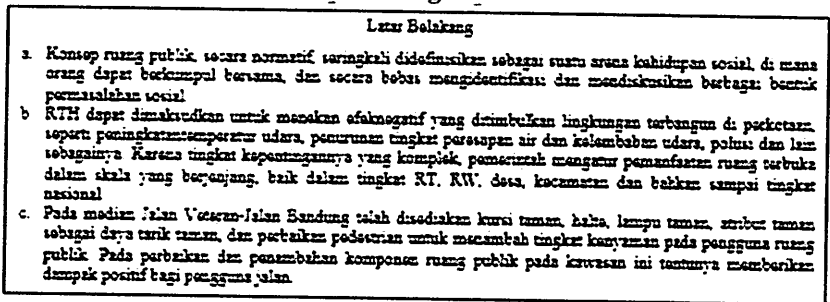 Latar Belakang
a. Konsep ruang publik, secara normatif, seringkali didefinisikan sebagai suatu arena kehidupan sosial, di mana
orang dapat berkumpul bersama, dan secara bebas mengidentifikasi dan mendiskusikan berbagai bentuk
permasalahan sosial
b RTH dapat dimaksudkan untuk menekan efek negatif yang ditimbulkan lingkungan terbangun di perkotaan,
seperti peningkatan temperatur udara, penurunan tingkat peresapan air dan kelembaban udara, polusi dan lain
sebagainya. Karena tingkat kepentingannya yang komplek, pemerintah mengatur pemanfaatan ruang terbuka
dalam skala yang berjenjang, baik dalam tingkat RT, RW, desa, kecamatan dan bahkan sampai tingkat
nasional
c. Pada median Jalan Veteran-Jalan Bandung telah disediakan kursi taman, halte, lampu taman, atribut taman
sebagai daya tarik taman, dan perbaikan pedestrian untuk menambah tingkat kenyaman pada pengguna ruang
publik. Pada perbaikan dan penambahan komponen ruang publik pada kawasan ini tentunya memberikan
dampak positif bagi pengguna jalan.